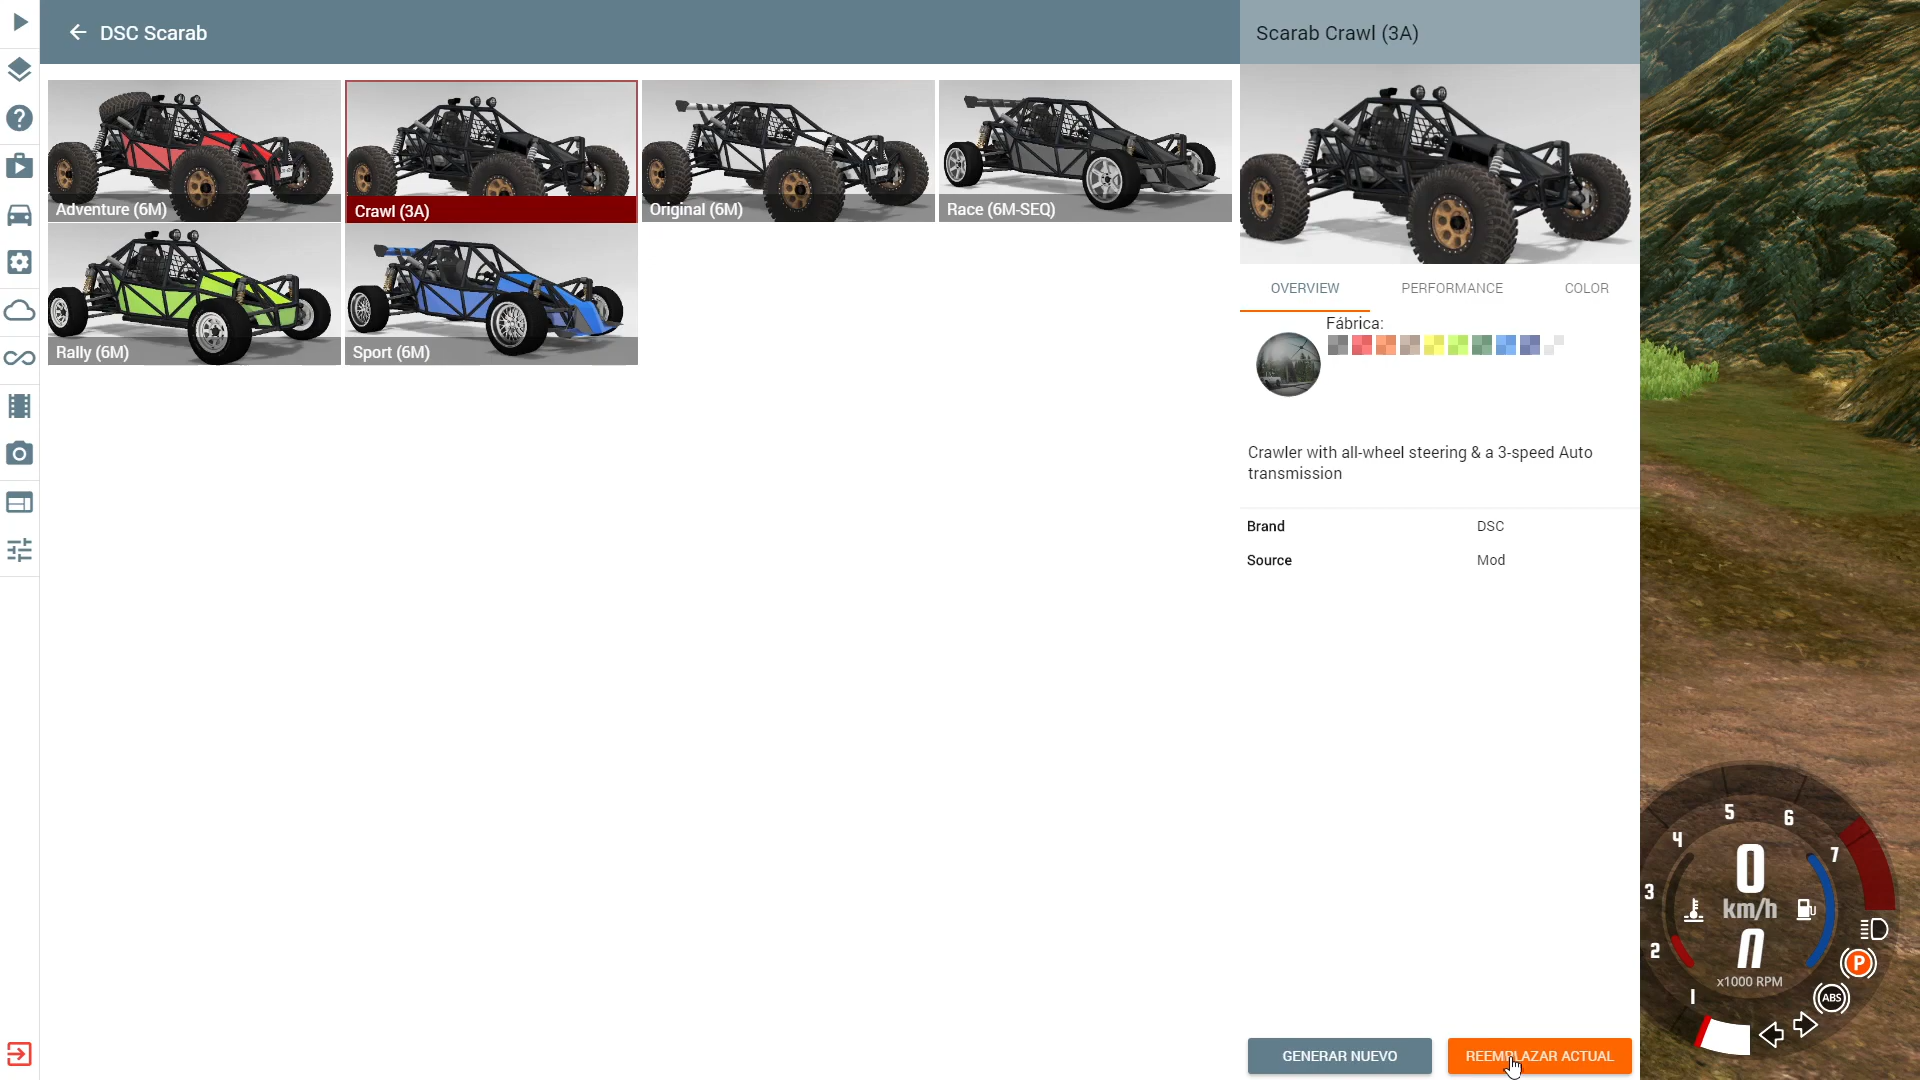 DSC Scarab
Scarab Crawl (3A)
Adventure (6M)
Crawl (3A)
Original (6M)
Race (6M-SEQ)
Rally (6M)
Sport (6M)
OVERVIEW
PERFORMANCE
COLOR
Fábrica:
Crawler with all-wheel steering & a 3-speed Auto
transmission
Brand
DSC
Source
Mod
GENERAR NUEVO
REEMPLAZAR ACTUAL
1
2
3
4
5
6
7
0
km/h
n
x1000 RPM
P
ABS